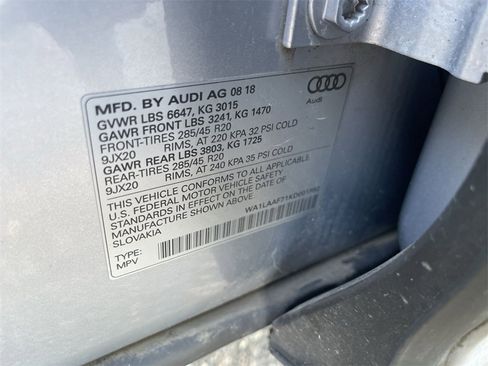 MFD. BY AUDI AG 08 18
GVWR LBS 6647, KG 3015
GAWR FRONT LBS 3241, KG 1470
FRONT-TIRES 285/45 R20
9JX20 RIMS, AT 220 KPA 32 PSI COLD
GAWR REAR LBS 3803, KG 1725
REAR-TIRES 285/45 R20
9JX20 RIMS, AT 240 KPA 35 PSI COLD
THIS VEHICLE CONFORMS TO ALL APPLICABLE
U.S. FEDERAL MOTOR VEHICLE SAFETY
STANDARDS IN EFFECT ON THE DATE OF
MANUFACTURE SHOWN ABOVE.
SLOVAKIA
TYPE:
MPV
Audi